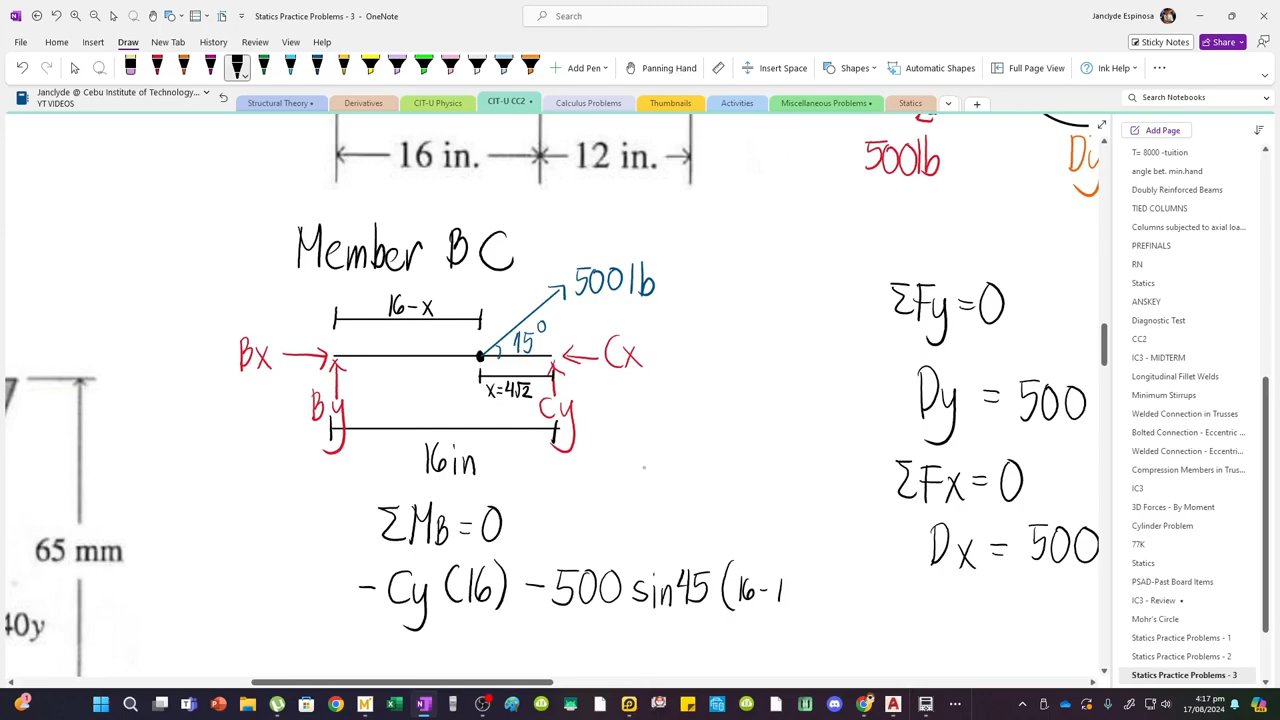 Statics Practice Problems - 3 - OneNote
Search
Janclyde Espinosa
File Home Insert Draw New Tab History Review View Help
Sticky Notes Share
Add Pen Panning Hand Insert Space Shapes Automatic Shapes Full Page View Ink Help
Janclyde @ Cebu Institute of Technology...
YT VIDEOS
Structural Theory Derivatives CIT-U Physics CIT-U CC2 Calculus Problems Thumbnails Activities Miscellaneous Problems Statics
Search Notebooks
Add Page
T= 8000 -tuition
angle bet. min.hand
Doubly Reinforced Beams
TIED COLUMNS
Columns subjected to axial loa...
PREFINALS
RN
Statics
ANSKEY
Diagnostic Test
CC2
IC3 - MIDTERM
Longitudinal Fillet Welds
Minimum Stirrups
Welded Connection in Trusses
Bolted Connection - Eccentric ...
Welded Connection - Eccentri...
Compression Members in Trus...
IC3
3D Forces - By Moment
Cylinder Problem
77K
Statics
PSAD-Past Board Items
IC3 - Review
Mohr's Circle
Statics Practice Problems - 1
Statics Practice Problems - 2
Statics Practice Problems - 3
16 in. 12 in.
500lb
Dy
Member BC
500lb
16-x
45°
Bx
Cx
x=4√2
By
Cy
16in
ΣMB=0
-Cy(16) -500 sin45 (16-
ΣFy=0
Dy = 500
ΣFx=0
Dx = 500
65 mm
40y
4:17 pm
17/08/2024